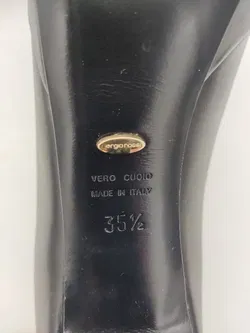 sergio rossi
VERO CUOIO
MADE IN ITALY
35½